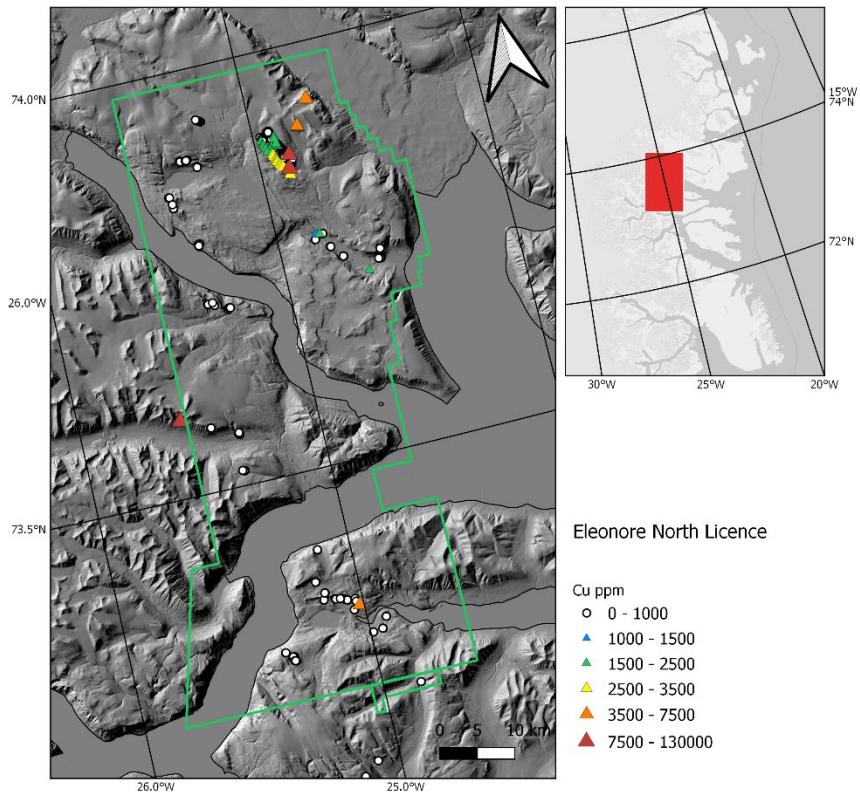 74.0°N
26.0°W
73.5°N
26.0°W
25.0°W
0 5 10 km
15°W
74°N
72°N
30°W
25°W
20°W
Eleonore North Licence
Cu ppm
0 - 1000
1000 - 1500
1500 - 2500
2500 - 3500
3500 - 7500
7500 - 130000